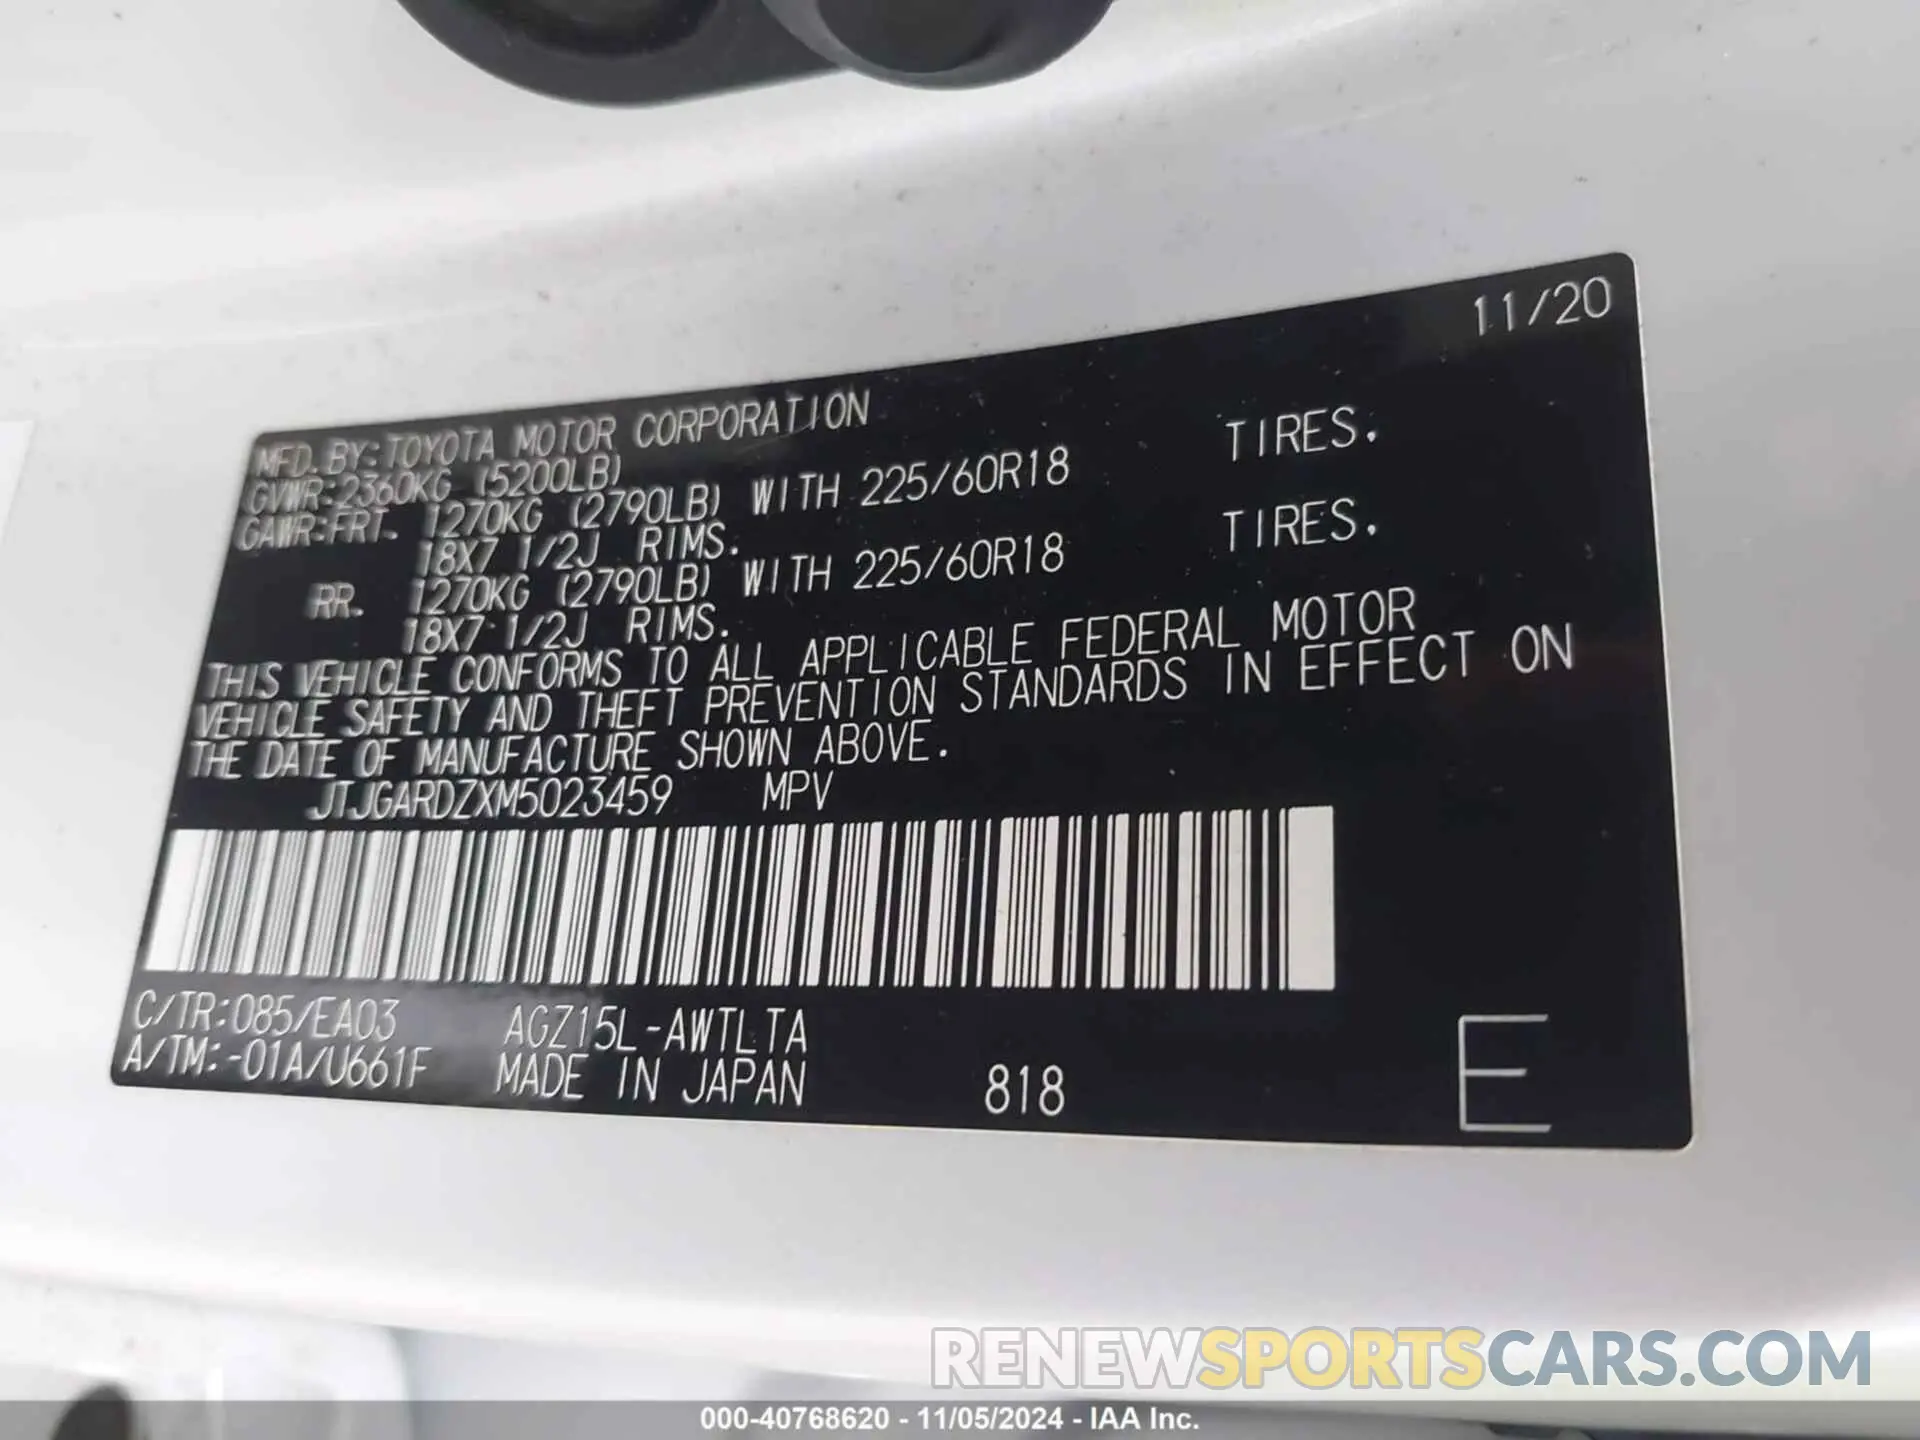 11/20
MFD. BY: TOYOTA MOTOR CORPORATION
GVWR: 2360KG (5200LB)
GAWR: FRT. 1270KG (2790LB) WITH 225/60R18 TIRES.
18X7 1/2J RIMS.
RR. 1270KG (2790LB) WITH 225/60R18 TIRES.
18X7 1/2J RIMS.
THIS VEHICLE CONFORMS TO ALL APPLICABLE FEDERAL MOTOR
VEHICLE SAFETY AND THEFT PREVENTION STANDARDS IN EFFECT ON
THE DATE OF MANUFACTURE SHOWN ABOVE.
JTJGARDZXM5023459 MPV
C/TR:085/EA03 AGZ15L-AWTLTA
A/TM:-01A/U661F MADE IN JAPAN 818 E
RENEWSPORTSCARS.COM
000-40768620 - 11/05/2024 - IAA Inc.